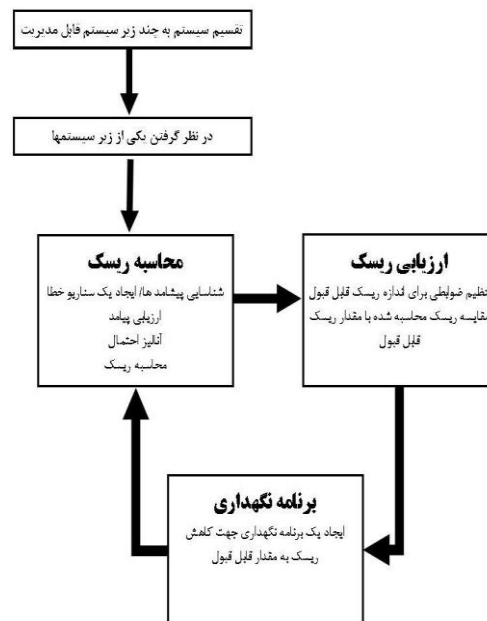 تقسیم سیستم به چند زیر سیستم قابل مدیریت
در نظر گرفتن یکی از زیر سیستمها
محاسبه ریسک
شناسایی پیشامد ها/ ایجاد یک سناریو خطا
ارزیابی پیامد
آنالیز احتمال
محاسبه ریسک
ارزیابی ریسک
تنظیم ضوابطی برای اندازه ریسک قابل قبول
مقایسه ریسک محاسبه شده با مقدار ریسک
قابل قبول
برنامه نگهداری
ایجاد یک برنامه نگهداری جهت کاهش
ریسک به مقدار قابل قبول